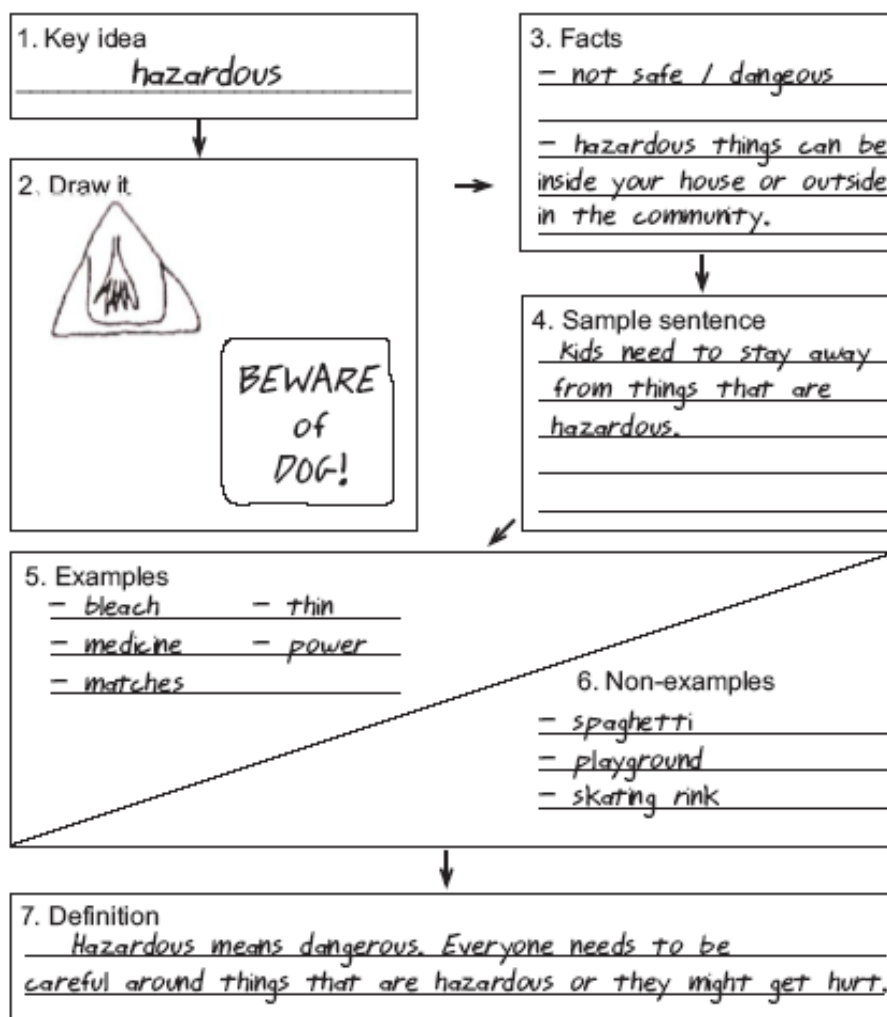 1. Key idea
hazardous
2. Draw it
BEWARE
of
DOG!
3. Facts
- not safe / dangeous
- hazardous things can be
inside your house or outside
in the community.
4. Sample sentence
Kids need to stay away
from things that are
hazardous.
5. Examples
- bleach - thin
- medicine - power
- matches
6. Non-examples
- spaghetti
- playground
- skating rink
7. Definition
Hazardous means dangerous. Everyone needs to be
careful around things that are hazardous or they might get hurt.